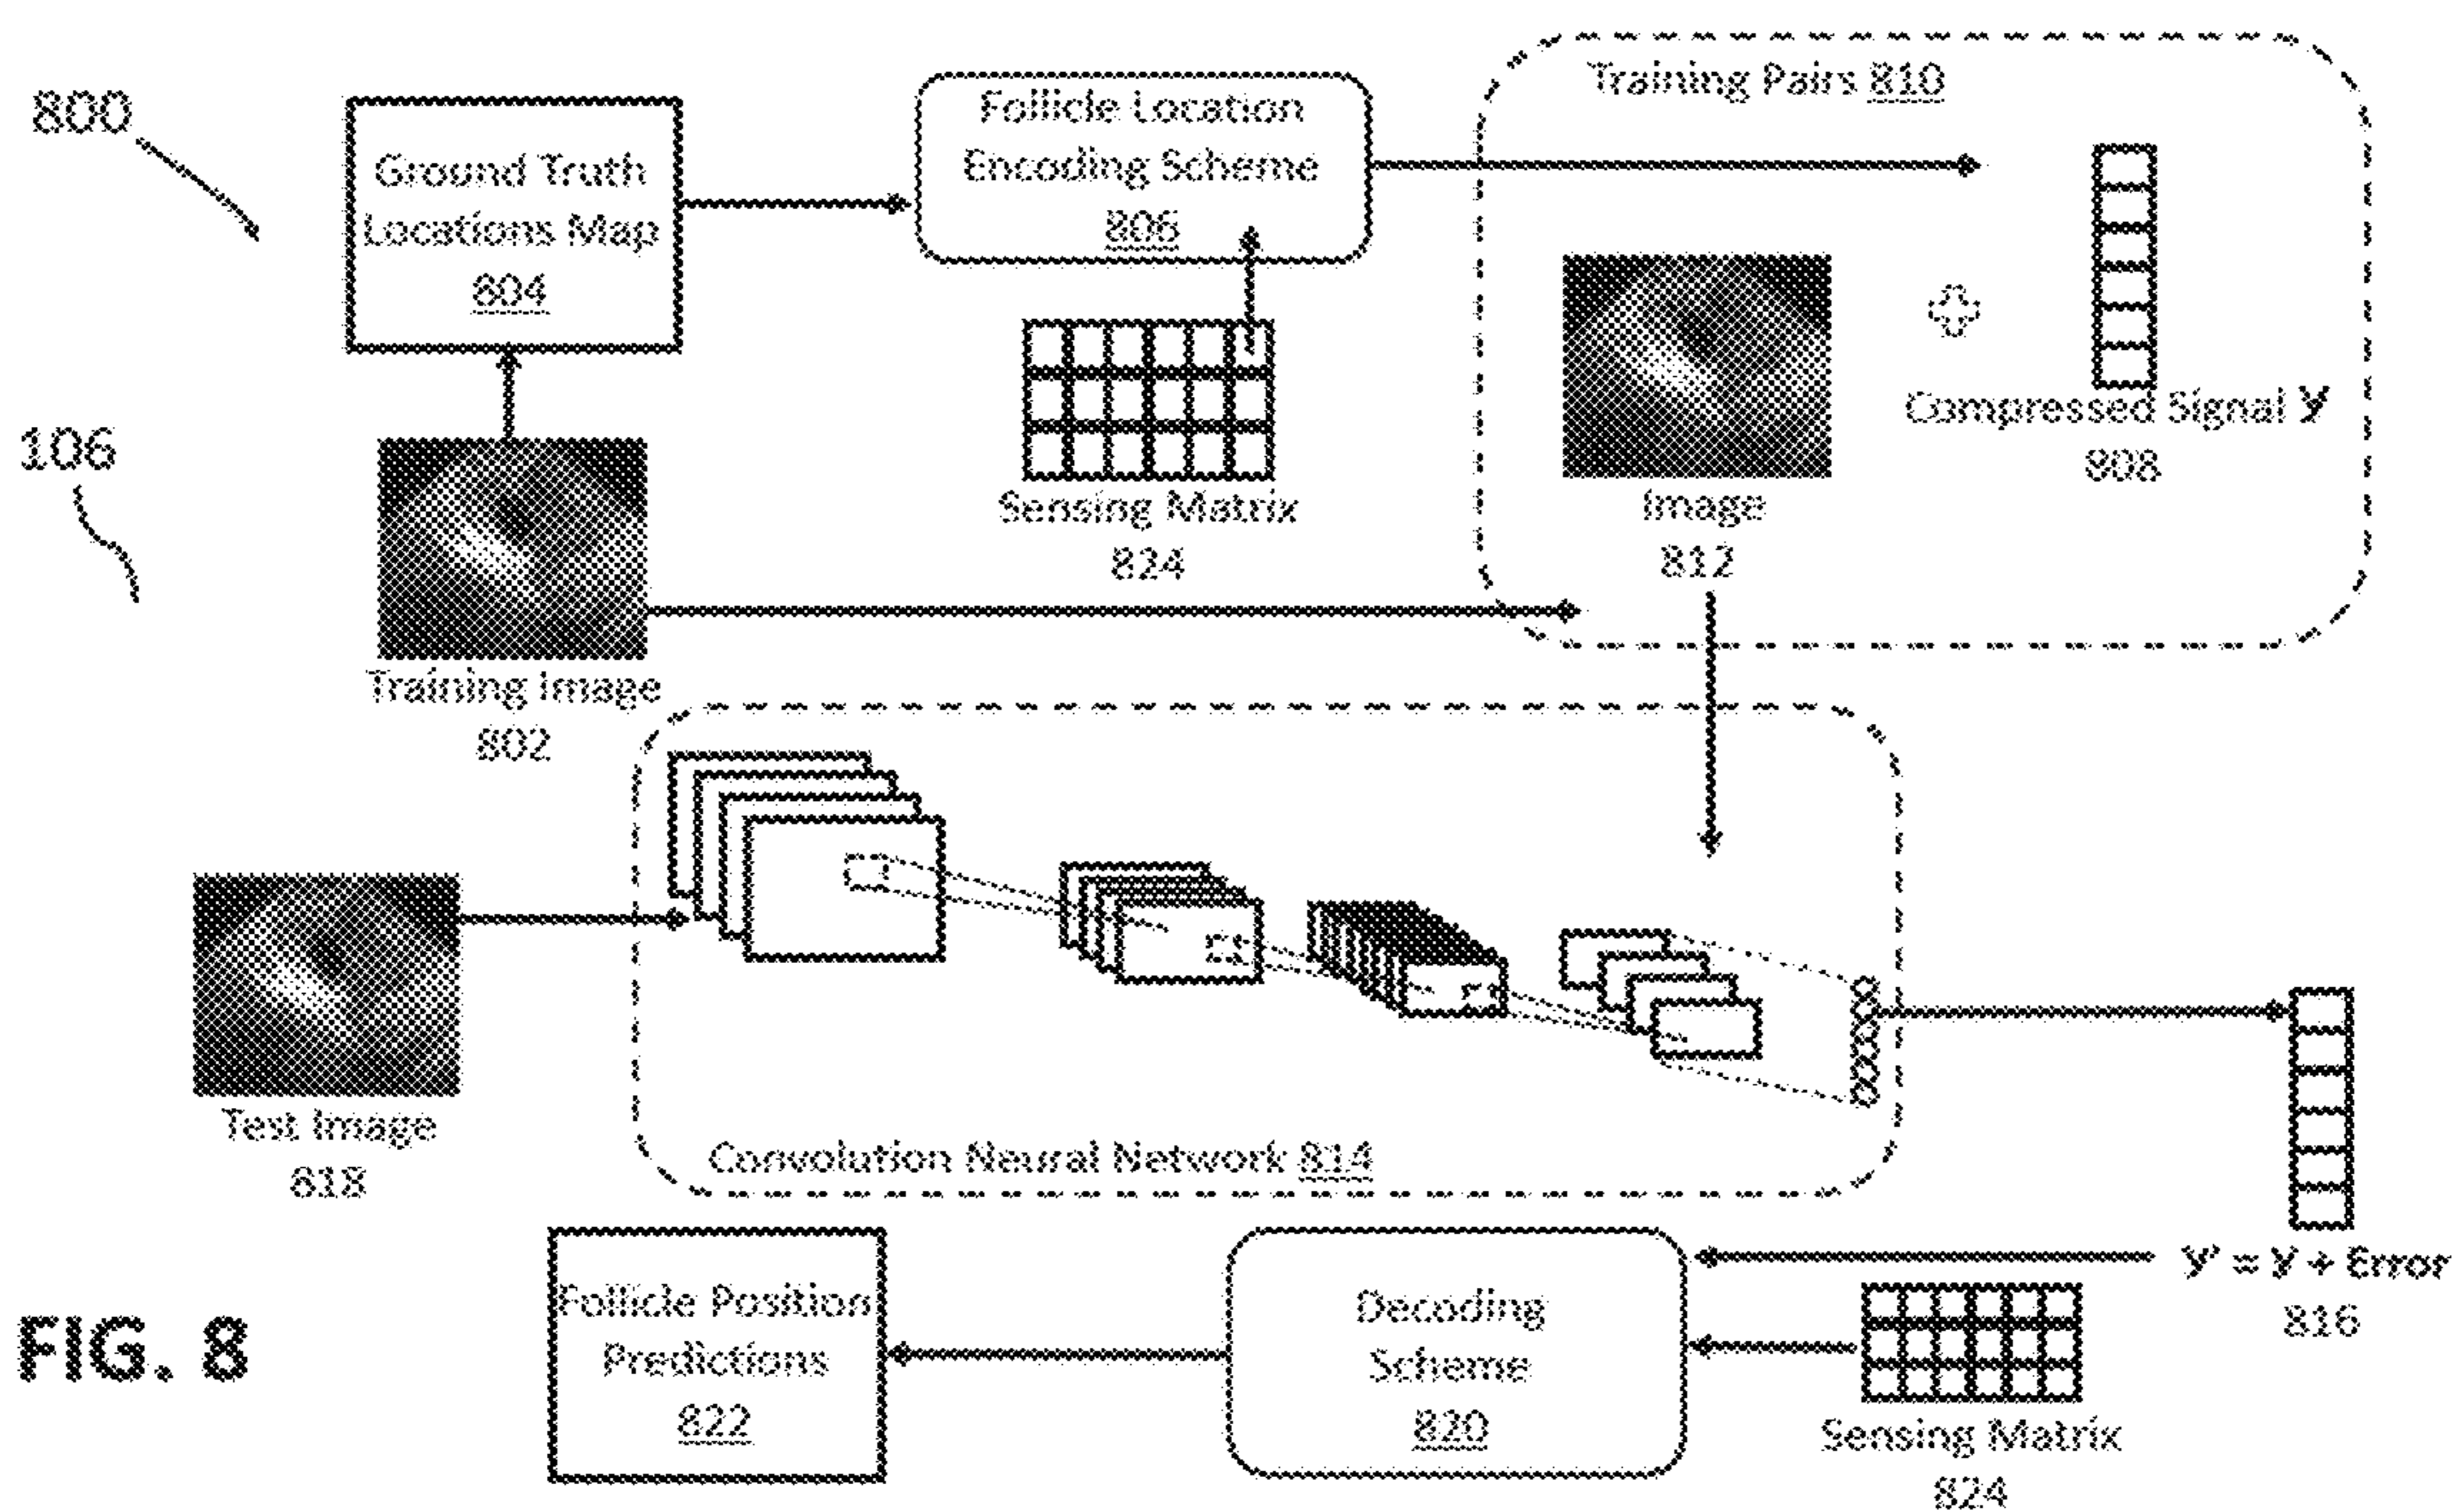 800
Ground Truth
Locations Map
804
Follicle Location
Encoding Scheme
806
Training Pairs 810
Compressed Signal y
808
Image
812
Sensing Matrix
824
106
Training Image
802
Test Image
818
Convolution Neural Network 814
y' = y + Error
816
Follicle Position
Predictions
822
Decoding
Scheme
820
Sensing Matrix
824
FIG. 8